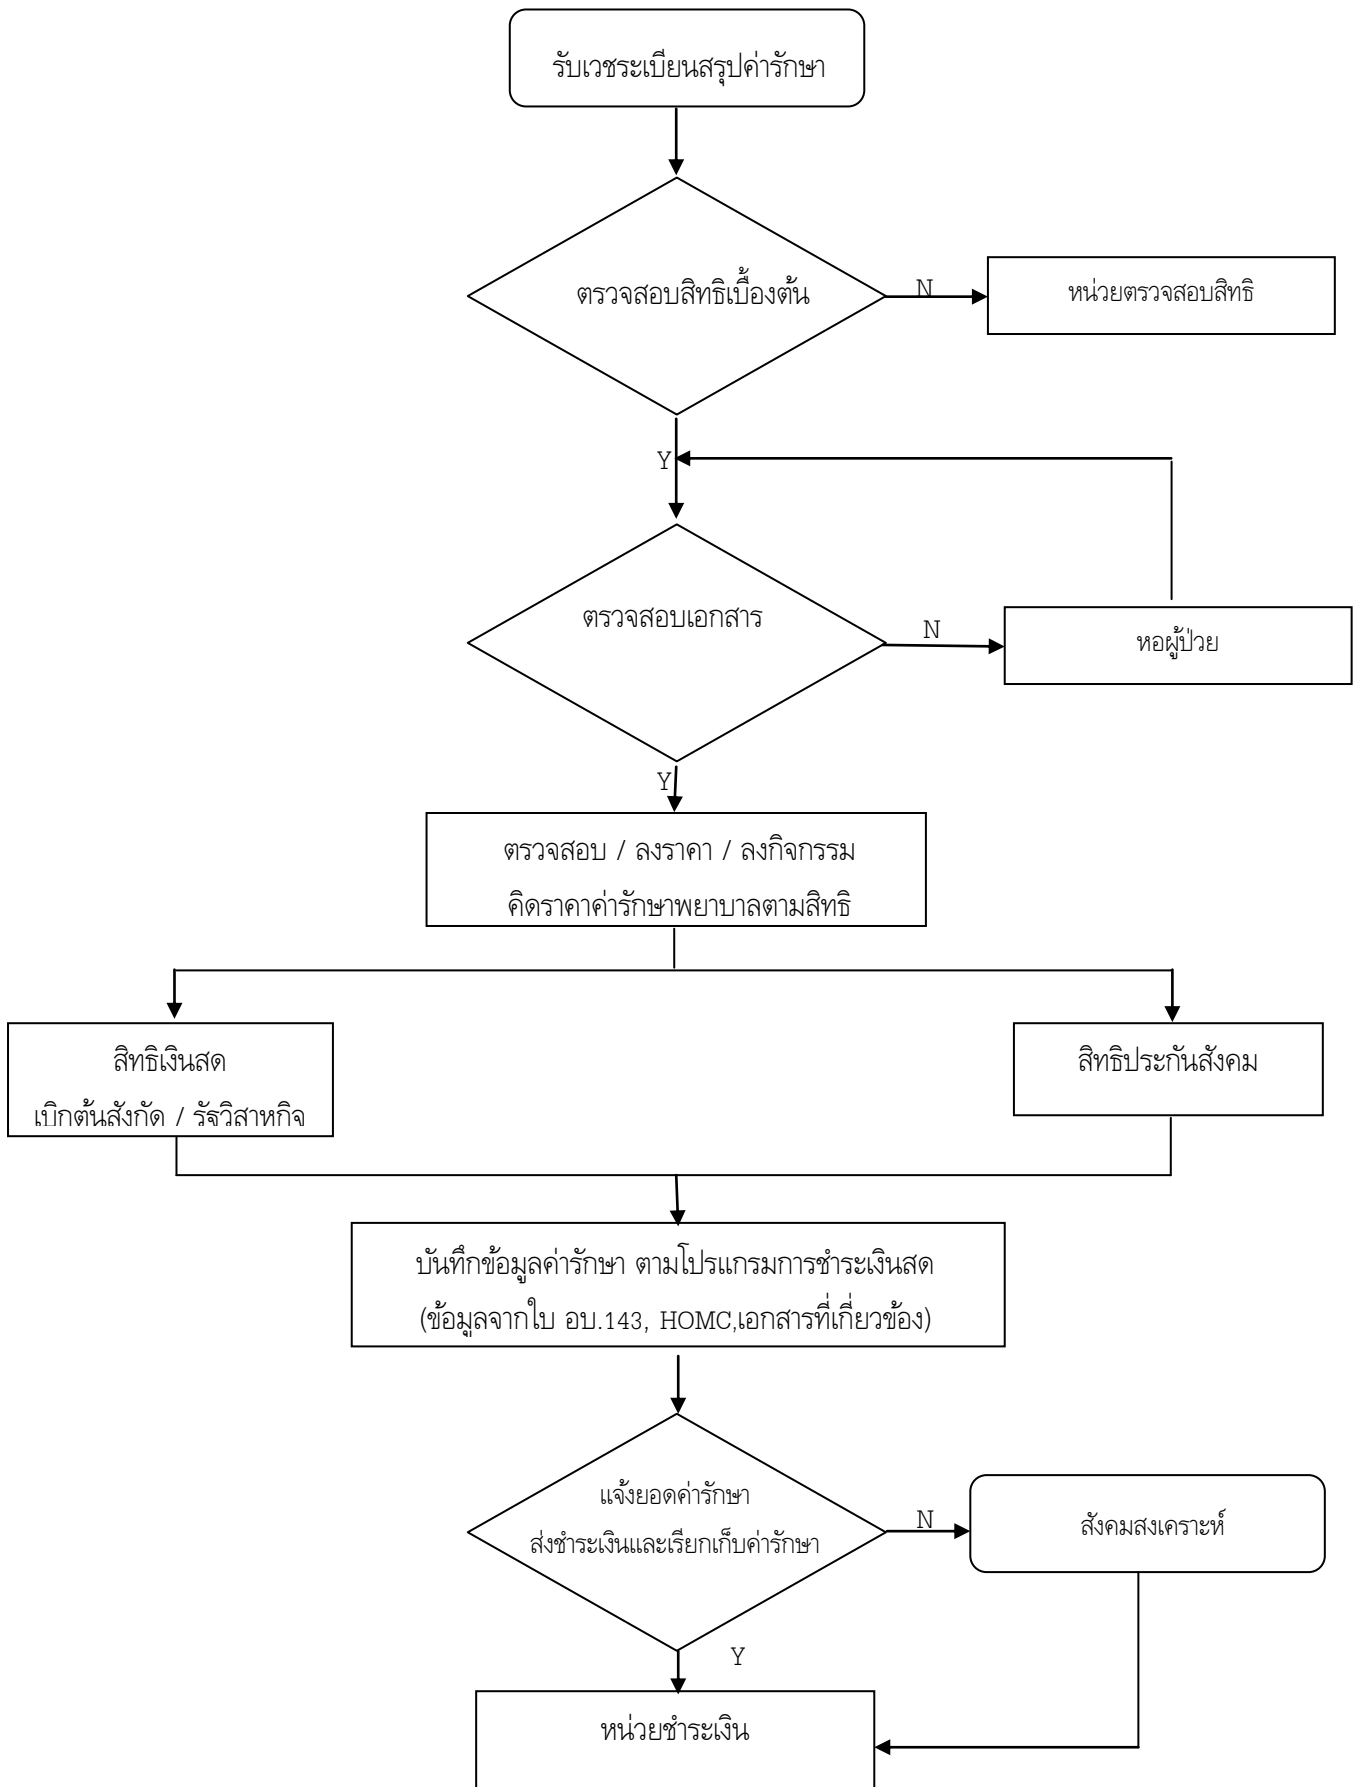 รับเวชระเบียนสรุปค่ารักษา
ตรวจสอบสิทธิเบื้องต้น
N
หน่วยตรวจสอบสิทธิ
Y
ตรวจสอบเอกสาร
N
หอผู้ป่วย
Y
ตรวจสอบ / ลงราคา / ลงกิจกรรม
คิดราคาค่ารักษาพยาบาลตามสิทธิ
สิทธิเงินสด
เบิกต้นสังกัด / รัฐวิสาหกิจ
สิทธิประกันสังคม
บันทึกข้อมูลค่ารักษา ตามโปรแกรมการชำระเงินสด
(ข้อมูลจากใบ อบ.143, HOMC,เอกสารที่เกี่ยวข้อง)
แจ้งยอดค่ารักษา
ส่งชำระเงินและเรียกเก็บค่ารักษา
N
สังคมสงเคราะห์
Y
หน่วยชำระเงิน